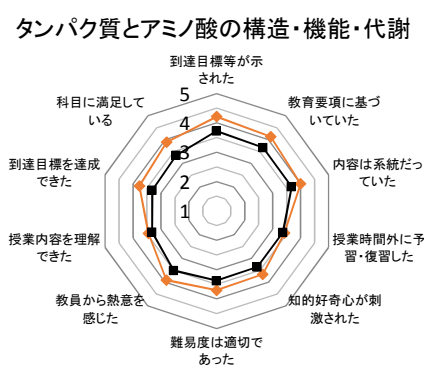 タンパク質とアミノ酸の構造・機能・代謝
到達目標等が示
された
教育要項に基づ
いていた
内容は系統だっ
ていた
授業時間外に予
習・復習した
知的好奇心が刺
激された
難易度は適切で
あった
教員から熱意を
感じた
授業内容を理解
できた
到達目標を達成
できた
科目に満足して
いる
5
4
3
2
1